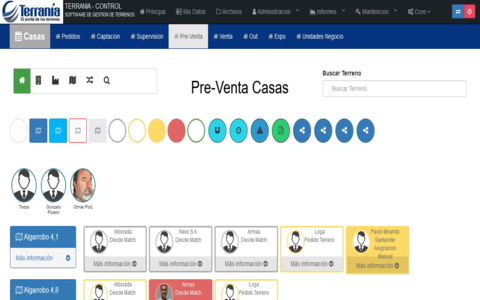 Terrania
El portal de los terrenos
TERRANIA - CONTROL
SOFTWARE DE GESTION DE TERRENOS
Principal
Mis Datos
Archivos
Administracion
Informes
Mantencion
Core
Casas
Pedidos
Captacion
Supervision
Pre-Venta
Venta
Out
Expo
Unidades Negocio
Pre-Venta Casas
Buscar Terreno
Buscar Terreno
Todos
Gonzalo
Pizarro
Olmar Polz
Algarrobo 4,1
Más información
Alborada
Desde Match
Más información
Nexo S A
Desde Match
Más información
Armas
Desde Match
Más información
Loga
Pedido Terreno
Más información
Paolo Miranda
Santander
Asignacion
Manual
Más información
Algarrobo 4,8
Alborada
Desde Match
Armas
Desde Match
Loga
Pedido Terreno